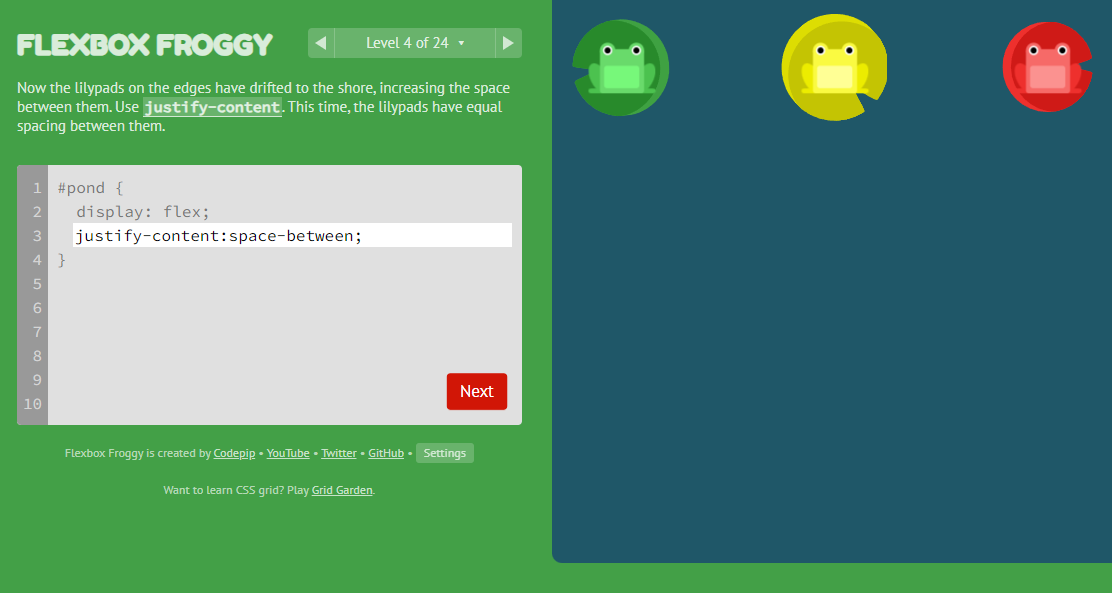 FLEXBOX FROGGY
◀ Level 4 of 24 ▾ ▶
Now the lilypads on the edges have drifted to the shore, increasing the space
between them. Use justify-content. This time, the lilypads have equal
spacing between them.
1 #pond {
2 display: flex;
3 justify-content:space-between;
4 }
5
6
7
8
9
10
Next
Flexbox Froggy is created by Codepip • YouTube • Twitter • GitHub • Settings
Want to learn CSS grid? Play Grid Garden.